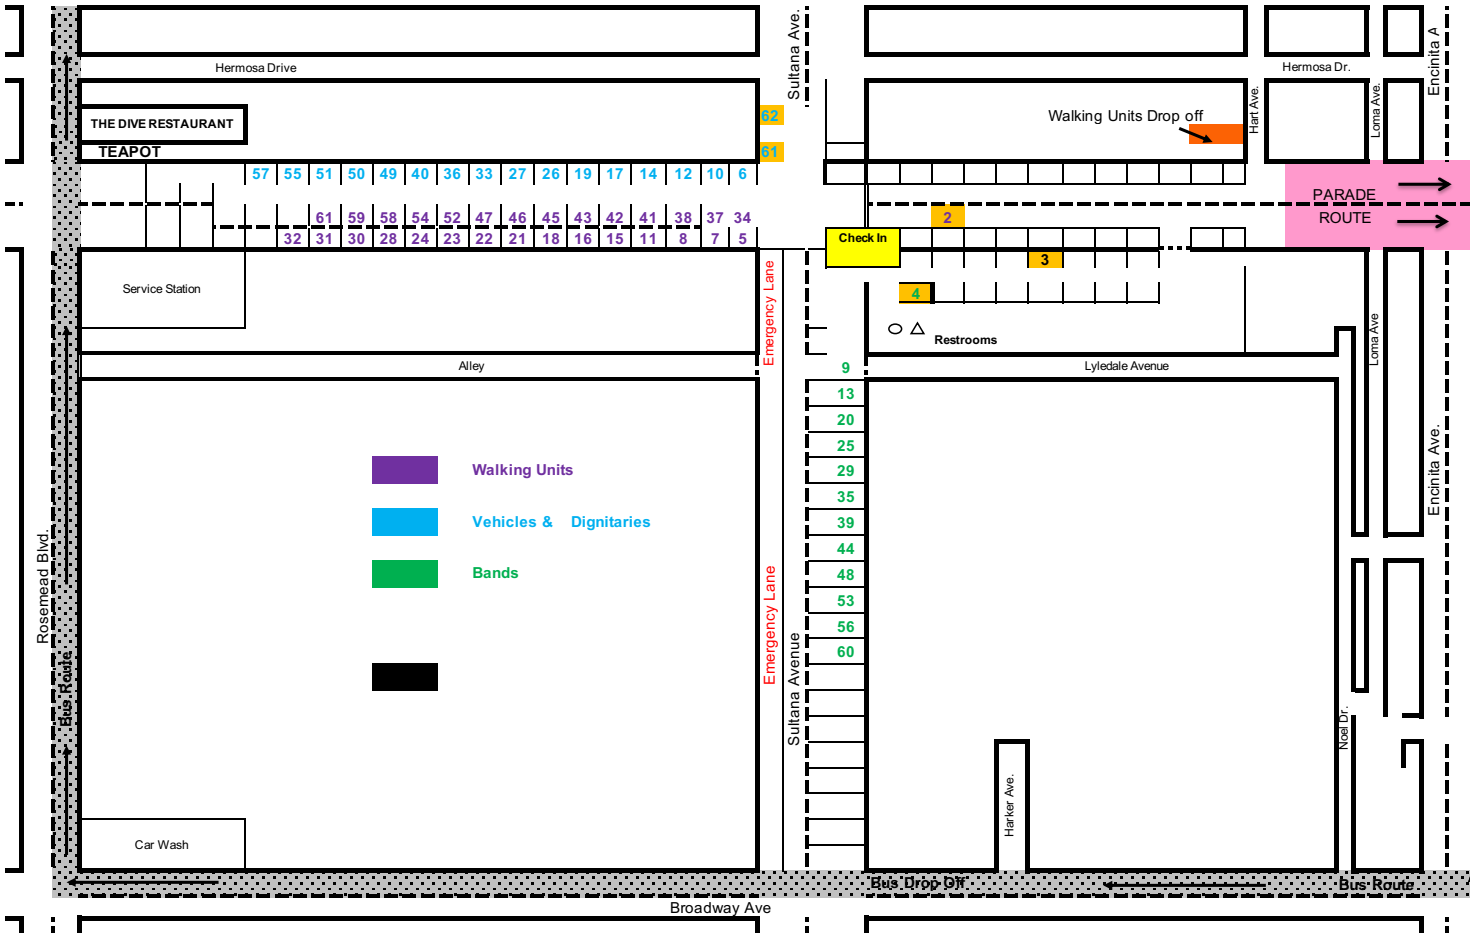 Sultana Ave.
Encinita A
Hermosa Drive
Hermosa Dr.
THE DIVE RESTAURANT
TEAPOT
62
61
Walking Units Drop off
Hart Ave.
Loma Ave.
57 55 51 50 49 40 36 33 27 26 19 17 14 12 10 6
61 59 58 54 52 47 46 45 43 42 41 38 37 34
32 31 30 28 24 23 22 21 18 16 15 11 8 7 5
2
PARADE
ROUTE
Check In
3
4
Service Station
Emergency Lane
Restrooms
Loma Ave
Alley
Lyledale Avenue
9
13
20
25
29
35
39
44
48
53
56
60
Walking Units
Vehicles & Dignitaries
Bands
Encinita Ave.
Rosemead Blvd.
Bus Route
Emergency Lane
Sultana Avenue
Noel Dr.
Harker Ave.
Car Wash
Bus Drop Off
Bus Route
Broadway Ave